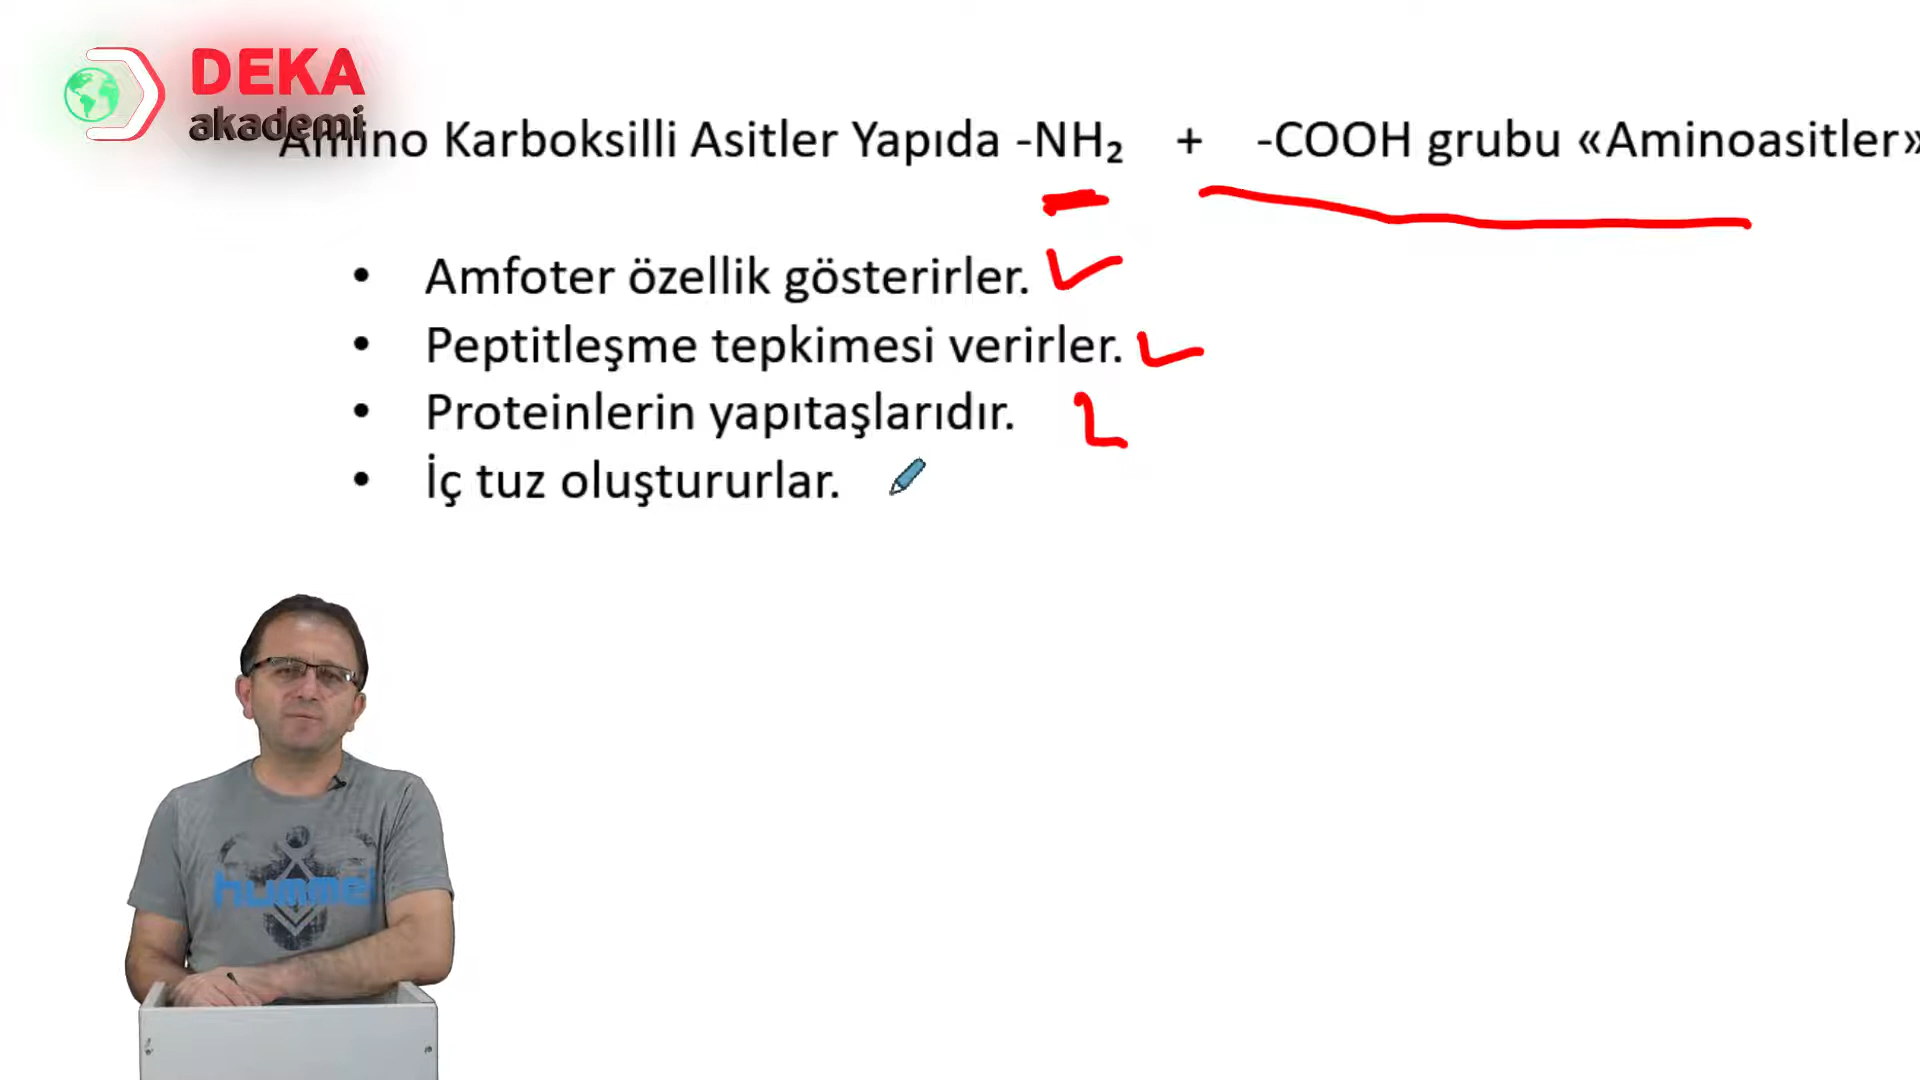 DEKA
akademi
Amino Karboksilli Asitler Yapıda -NH₂ + -COOH grubu «Aminoasitler»
• Amfoter özellik gösterirler.
• Peptitleşme tepkimesi verirler.
• Proteinlerin yapıtaşlarıdır.
• İç tuz oluştururlar.
hummel